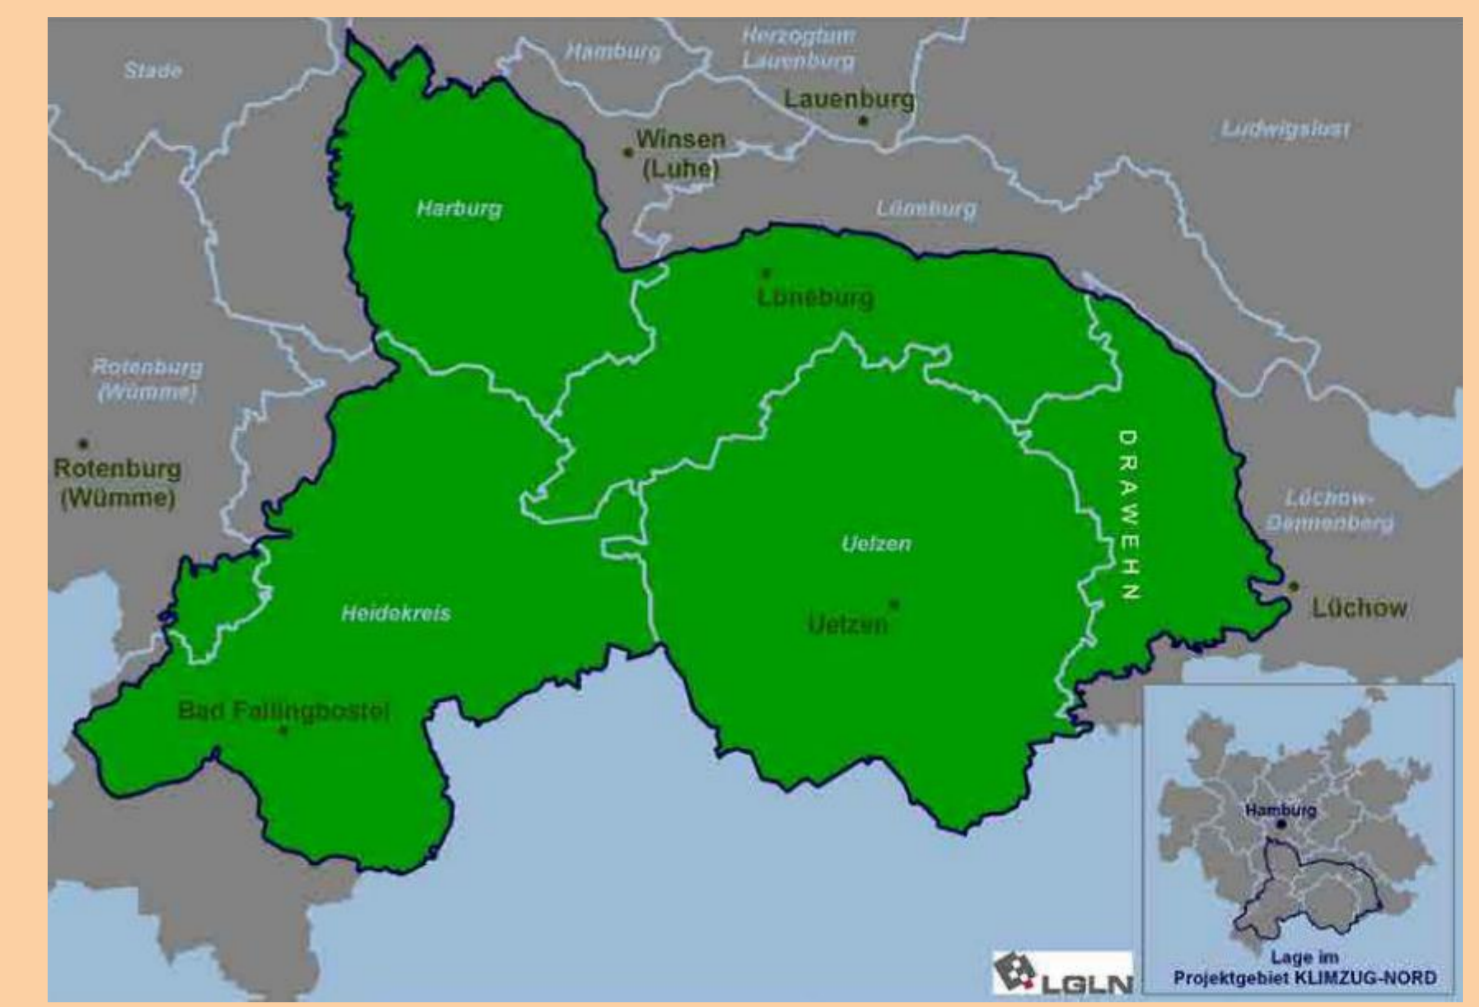 Stade
Hamburg
Herzogtum
Lauenburg
Lauenburg
Winsen
(Luhe)
Ludwigslust
Harburg
Lüneburg
Lüneburg
Rotenburg
(Wümme)
Rotenburg
(Wümme)
DRAWEHN
Lüchow-
Dannenberg
Uelzen
Heidekreis
Uelzen
Lüchow
Bad Fallingbostel
Hamburg
Lage im
Projektgebiet KLIMZUG-NORD
LGLN